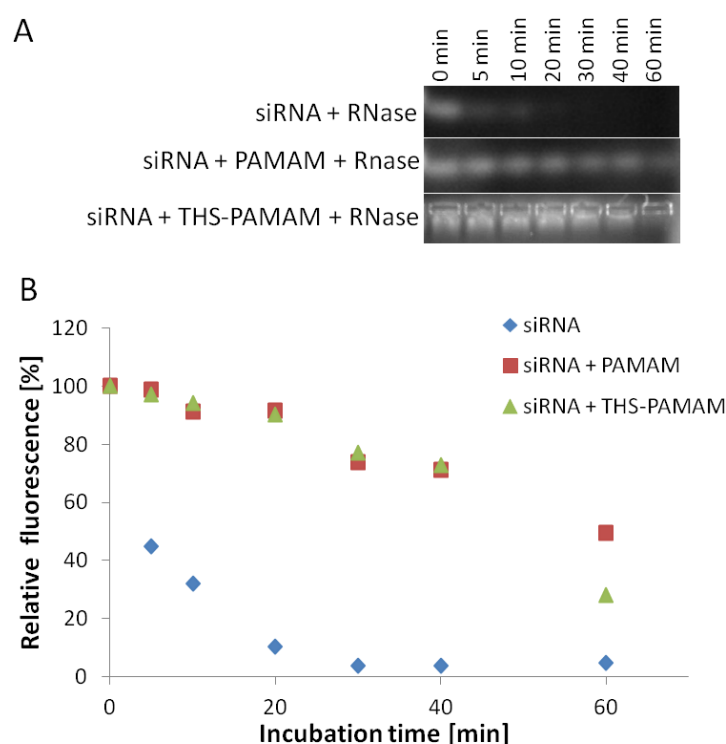 A
0 min
5 min
10 min
20 min
30 min
40 min
60 min
siRNA + RNase
siRNA + PAMAM + Rnase
siRNA + THS-PAMAM + RNase
B
Relative fluorescence [%]
120
100
80
60
40
20
0
siRNA
siRNA + PAMAM
siRNA + THS-PAMAM
0
20
40
60
Incubation time [min]